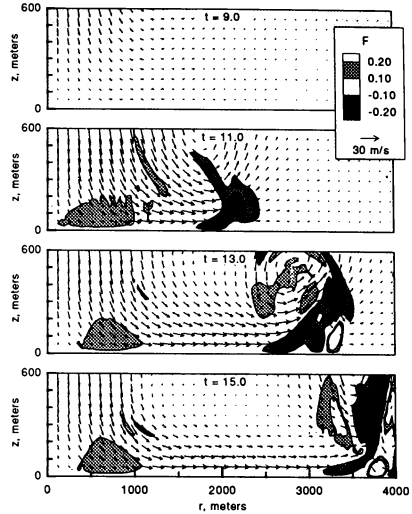 600
z, meters
0
t = 9.0
F
0.20
0.10
-0.10
-0.20
30 m/s
600
z, meters
0
t = 11.0
600
z, meters
0
t = 13.0
600
z, meters
0
t = 15.0
0 1000 2000 3000 4000
r, meters